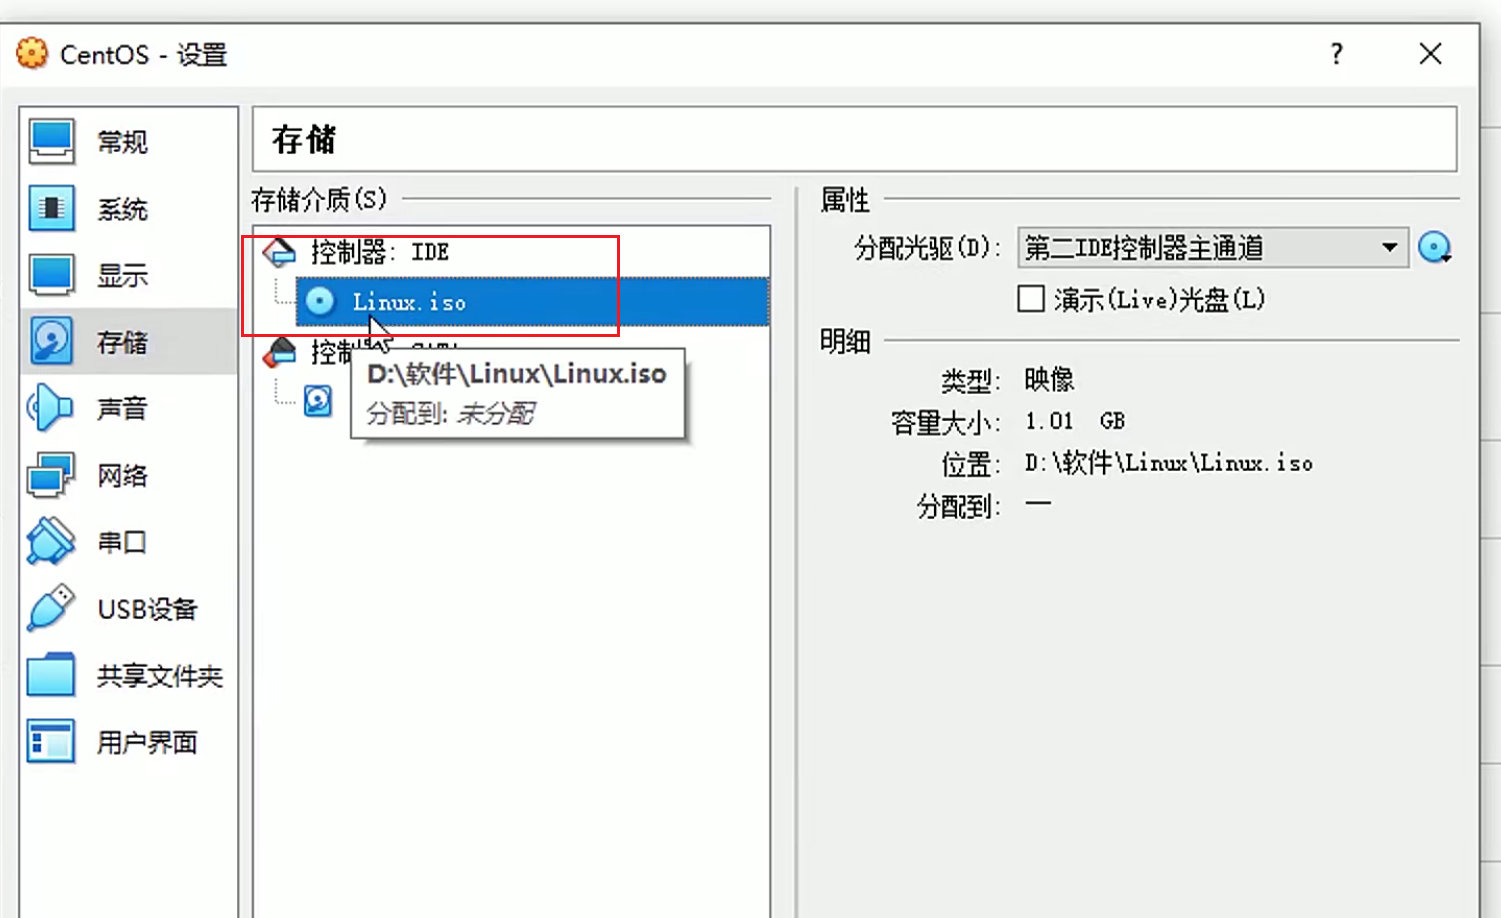 CentOS - 设置
?
常规
系统
显示
存储
声音
网络
串口
USB设备
共享文件夹
用户界面
存储
存储介质(S)
控制器: IDE
Linux.iso
D:\软件\Linux\Linux.iso
分配到: 未分配
属性
分配光驱(D): 第二IDE控制器主通道
演示(Live)光盘(L)
明细
类型: 映像
容量大小: 1.01 GB
位置: D:\软件\Linux\Linux.iso
分配到: —